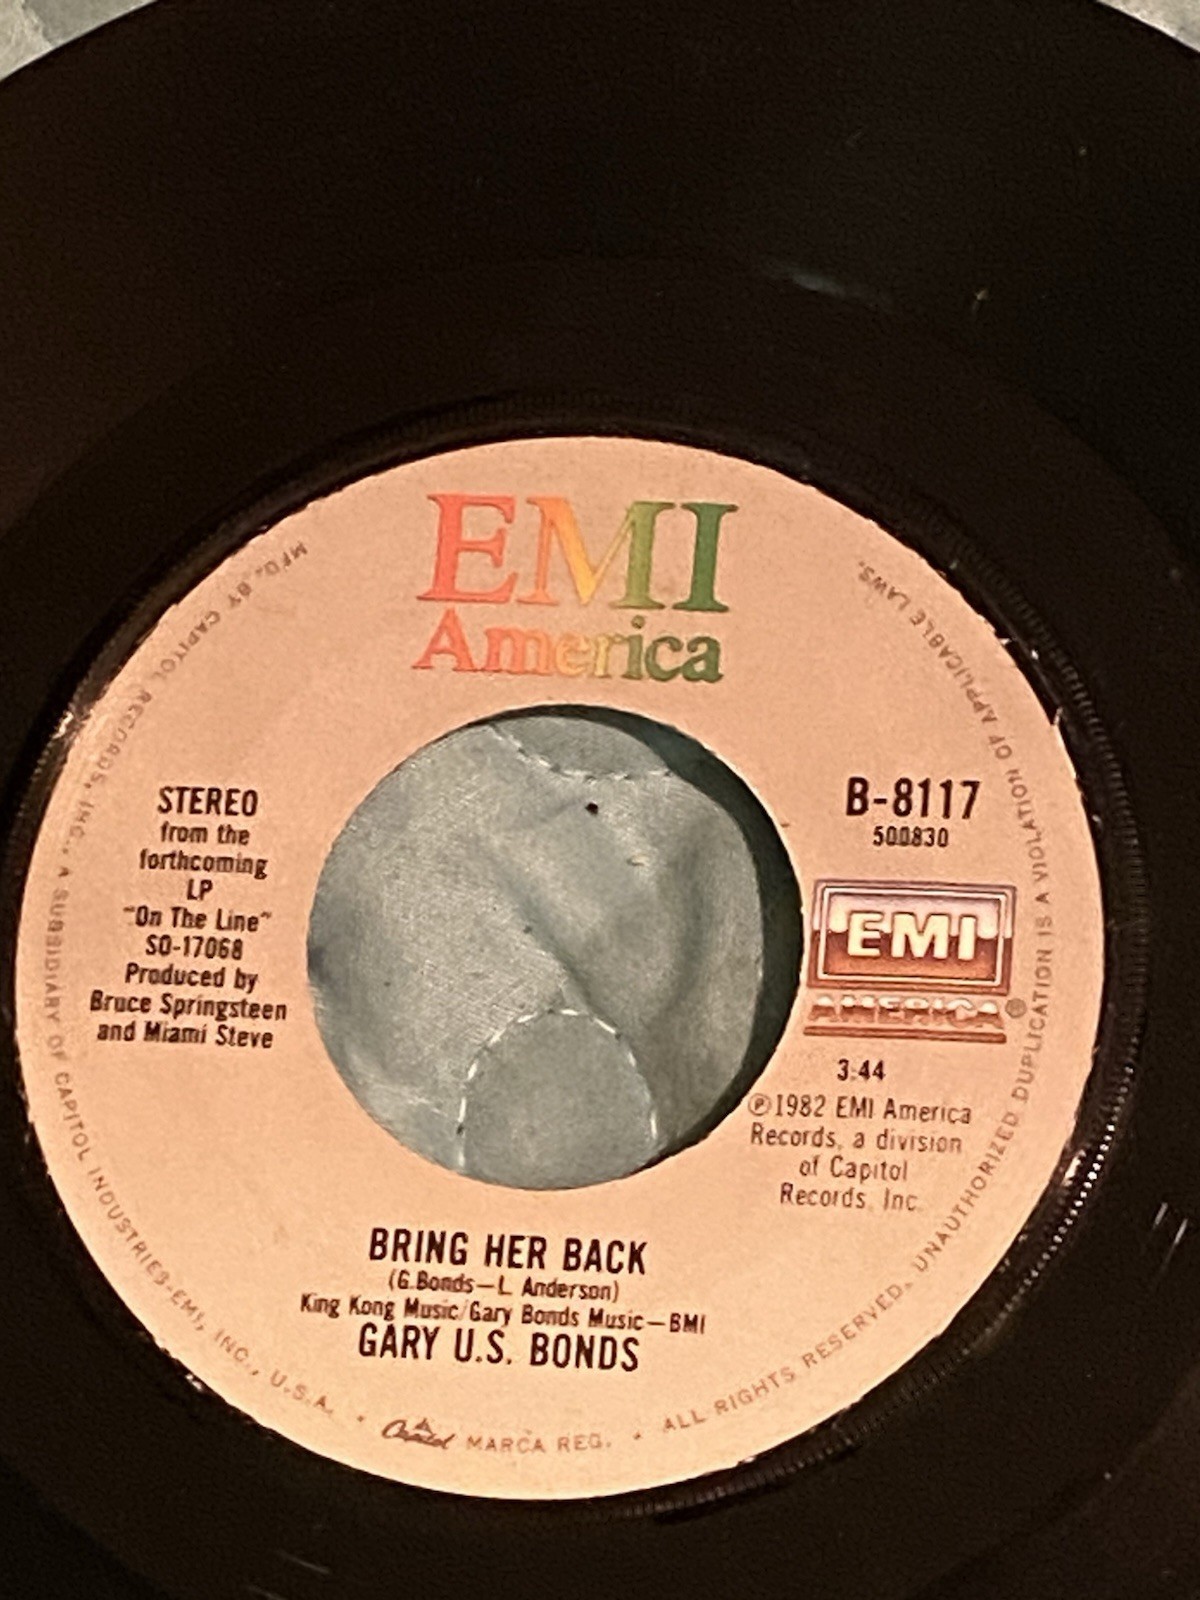 EMI
America
STEREO
from the
forthcoming
LP
"On The Line"
SO-17068
Produced by
Bruce Springsteen
and Miami Steve
B-8117
500830
EMI
AMERICA®
3:44
Ⓟ1982 EMI America
Records, a division
of Capitol
Records, Inc.
BRING HER BACK
(G.Bonds—L. Anderson)
King Kong Music/Gary Bonds Music—BMI
GARY U.S. BONDS
MFD. BY CAPITOL RECORDS, INC., A SUBSIDIARY OF CAPITOL INDUSTRIES-EMI, INC., U.S.A. • Capitol MARCA REG. • ALL RIGHTS RESERVED. UNAUTHORIZED DUPLICATION IS A VIOLATION OF APPLICABLE LAWS.